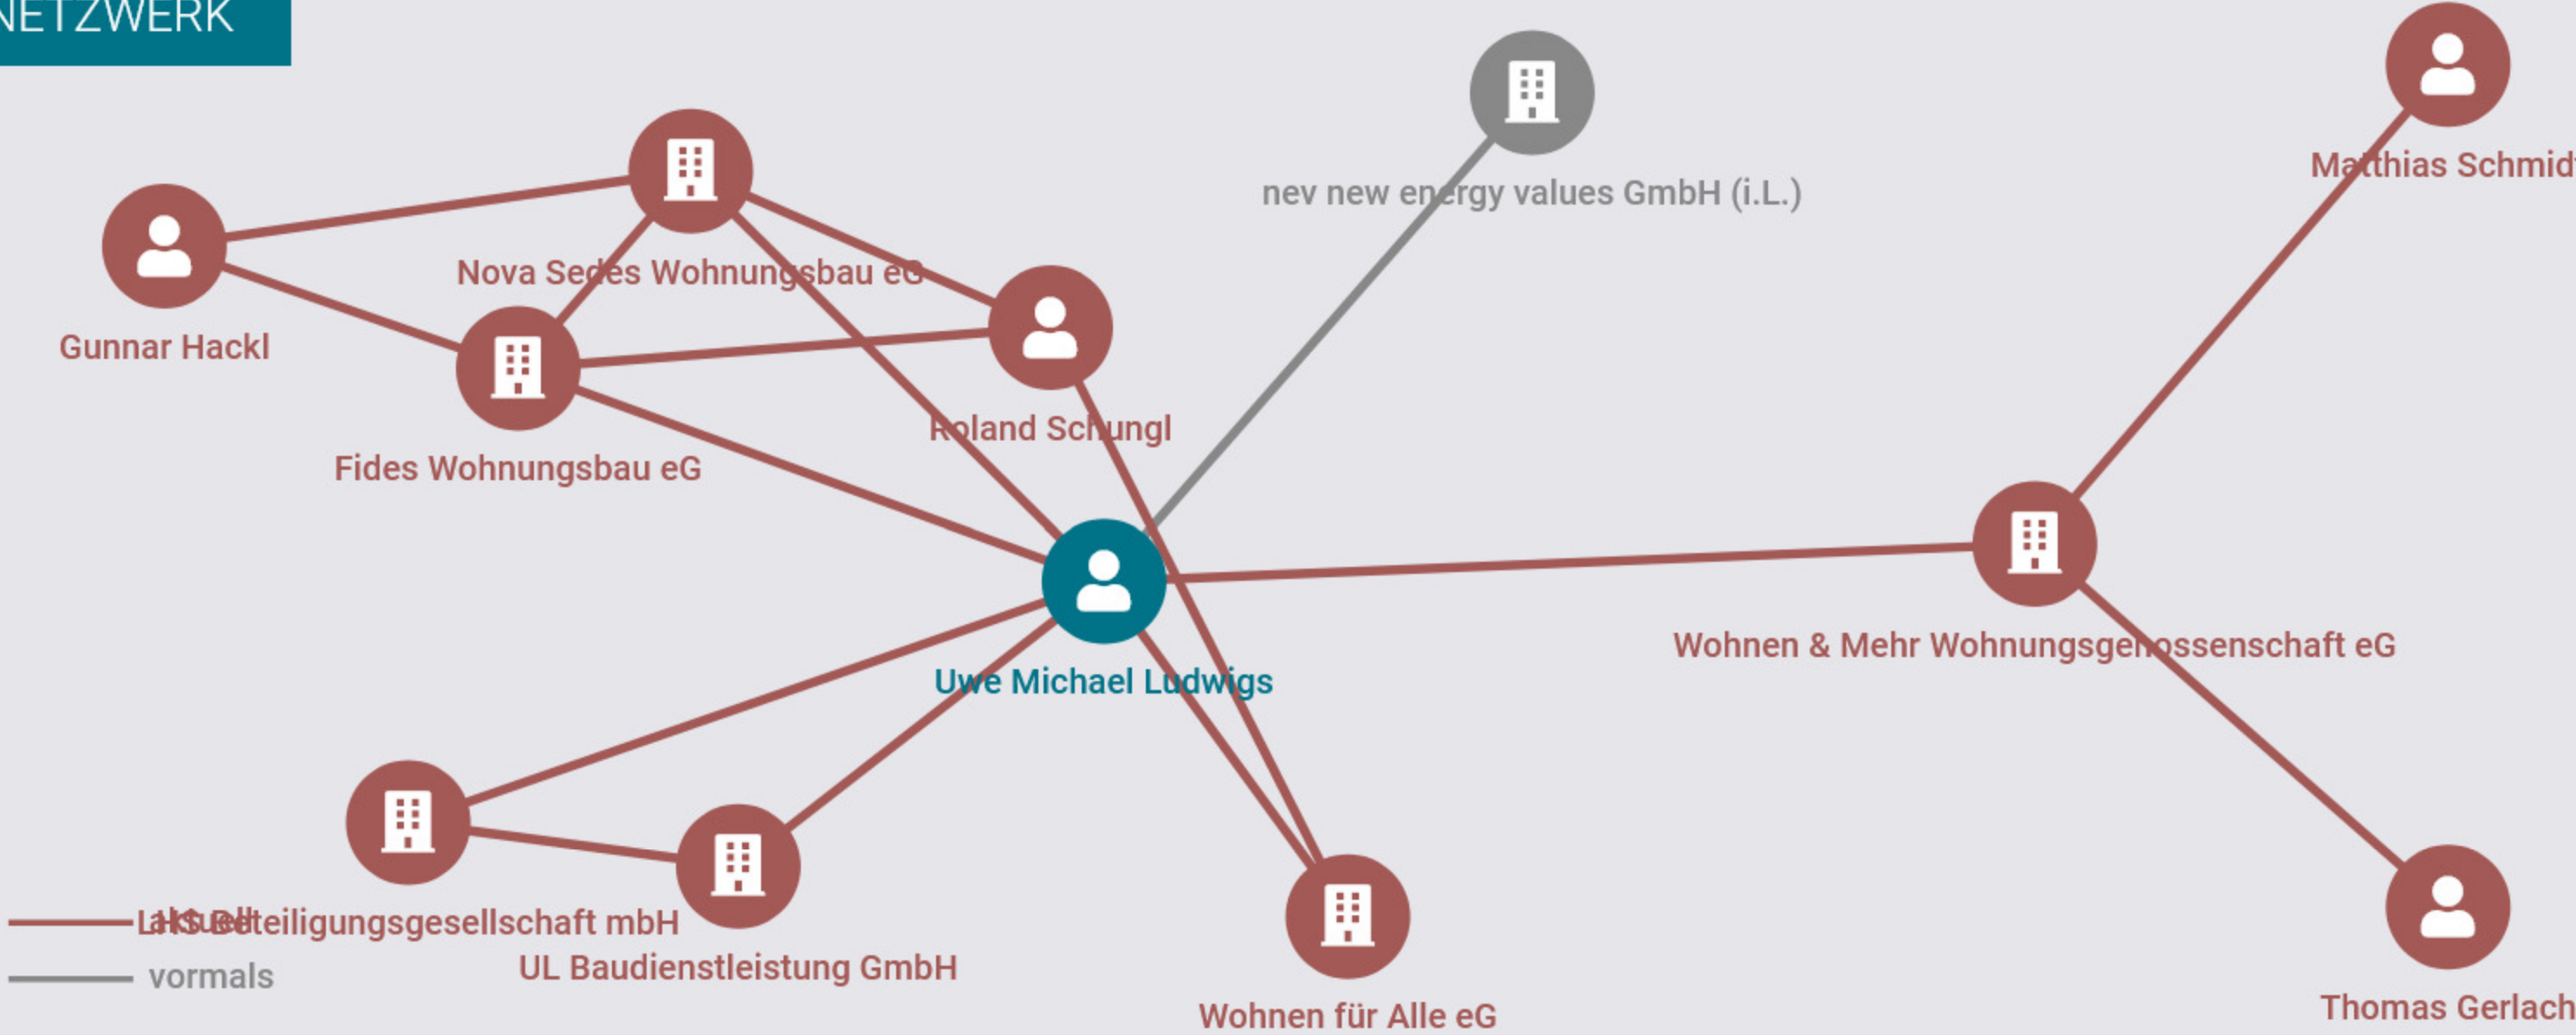 NETZWERK
Matthias Schmidt
nev new energy values GmbH (i.L.)
Nova Sedes Wohnungsbau eG
Gunnar Hackl
Roland Schungl
Fides Wohnungsbau eG
Wohnen & Mehr Wohnungsgenossenschaft eG
Uwe Michael Ludwigs
LHS Beteiligungsgesellschaft mbH
aktuell
UL Baudienstleistung GmbH
vormals
Wohnen für Alle eG
Thomas Gerlach